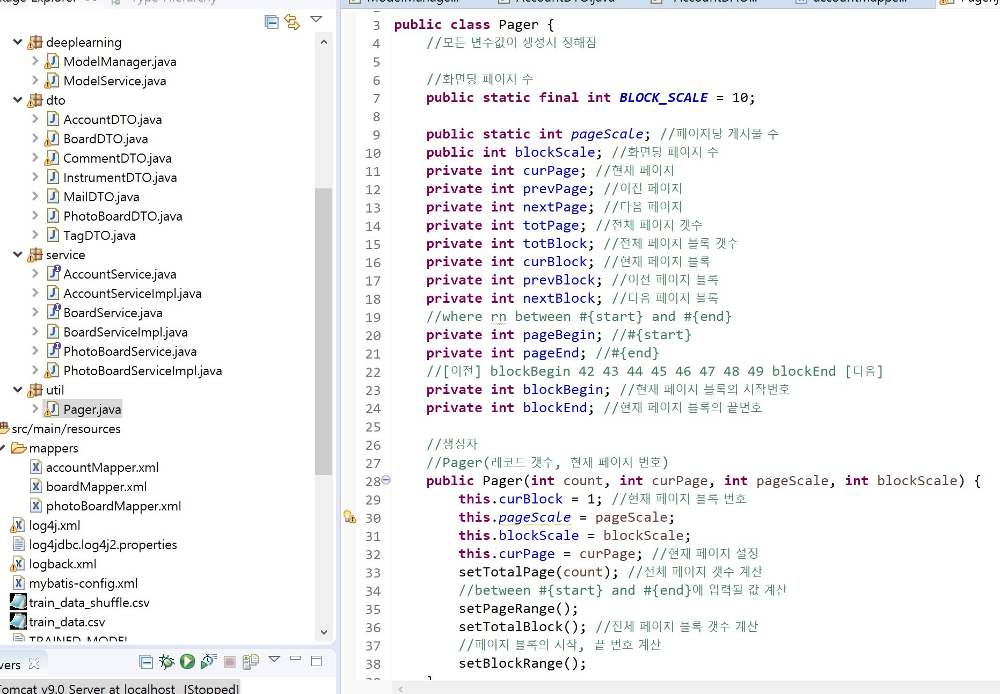 deeplearning
ModelManager.java
ModelService.java
dto
AccountDTO.java
BoardDTO.java
CommentDTO.java
InstrumentDTO.java
MailDTO.java
PhotoBoardDTO.java
TagDTO.java
service
AccountService.java
AccountServiceImpl.java
BoardService.java
BoardServiceImpl.java
PhotoBoardService.java
PhotoBoardServiceImpl.java
util
Pager.java
src/main/resources
mappers
accountMapper.xml
boardMapper.xml
photoBoardMapper.xml
log4j.xml
log4jdbc.log4j2.properties
logback.xml
mybatis-config.xml
train_data_shuffle.csv
train_data.csv
TRAINED_MODEL
vers
Tomcat v9.0 Server at localhost [Stopped]
3 public class Pager {
4 //모든 변수값이 생성시 정해짐
5
6 //화면당 페이지 수
7 public static final int BLOCK_SCALE = 10;
8
9 public static int pageScale; //페이지당 게시물 수
10 public int blockScale; //화면당 페이지 수
11 private int curPage; //현재 페이지
12 private int prevPage; //이전 페이지
13 private int nextPage; //다음 페이지
14 private int totPage; //전체 페이지 갯수
15 private int totBlock; //전체 페이지 블록 갯수
16 private int curBlock; //현재 페이지 블록
17 private int prevBlock; //이전 페이지 블록
18 private int nextBlock; //다음 페이지 블록
19 //where rn between #{start} and #{end}
20 private int pageBegin; //#{start}
21 private int pageEnd; //#{end}
22 //[이전] blockBegin 42 43 44 45 46 47 48 49 blockEnd [다음]
23 private int blockBegin; //현재 페이지 블록의 시작번호
24 private int blockEnd; //현재 페이지 블록의 끝번호
25
26 //생성자
27 //Pager(레코드 갯수, 현재 페이지 번호)
28 public Pager(int count, int curPage, int pageScale, int blockScale) {
29 this.curBlock = 1; //현재 페이지 블록 번호
30 this.pageScale = pageScale;
31 this.blockScale = blockScale;
32 this.curPage = curPage; //현재 페이지 설정
33 setTotalPage(count); //전체 페이지 갯수 계산
34 //between #{start} and #{end}에 입력될 값 계산
35 setPageRange();
36 setTotalBlock(); //전체 페이지 블록 갯수 계산
37 //페이지 블록의 시작, 끝 번호 계산
38 setBlockRange();